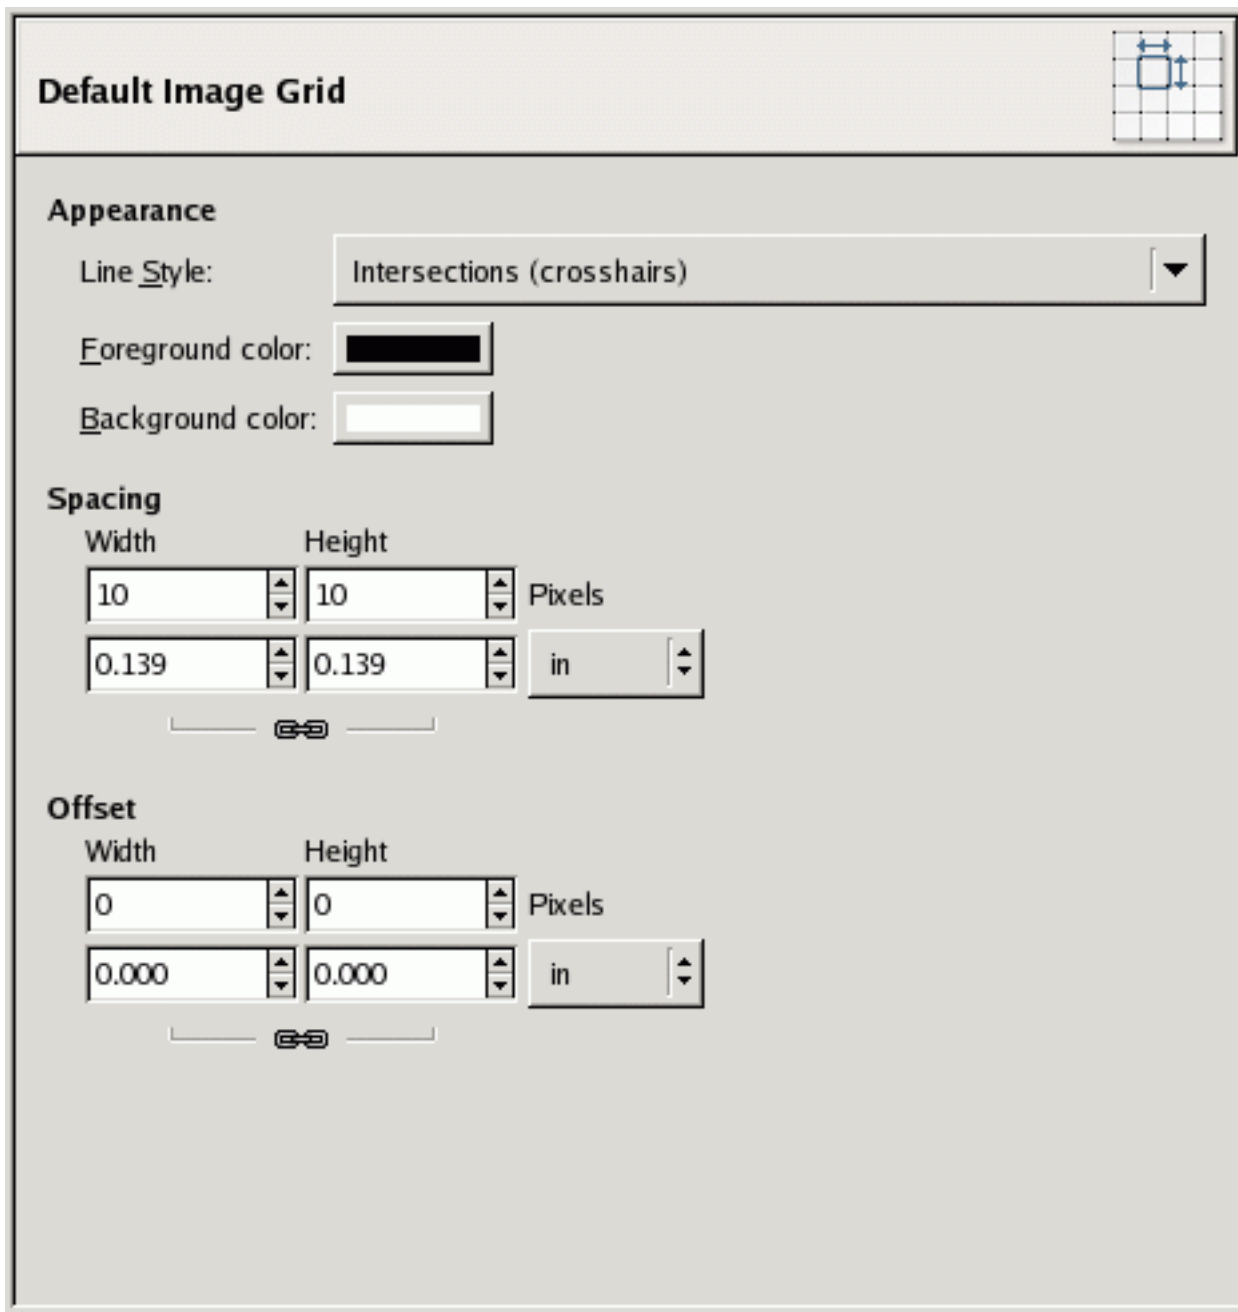 Default Image Grid
Appearance
Line Style: Intersections (crosshairs)
Foreground color:
Background color:
Spacing
Width Height
10 10 Pixels
0.139 0.139 in
Offset
Width Height
0 0 Pixels
0.000 0.000 in